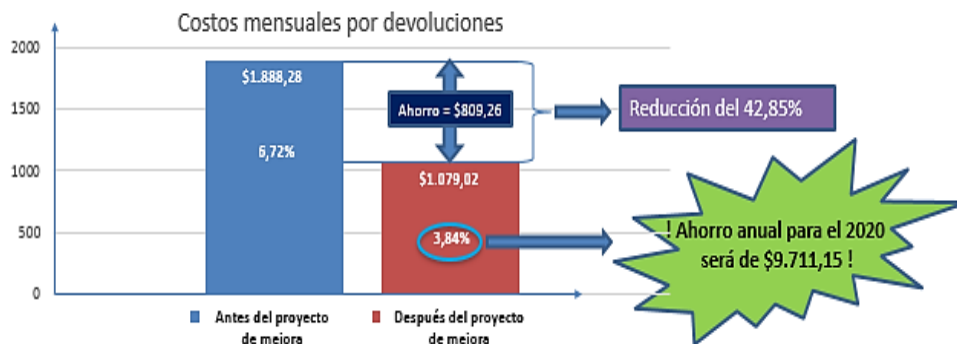 Costos mensuales por devoluciones
2000
1500
1000
500
0
$1.888,28
6,72%
Ahorro = $809,26
$1.079,02
3,84%
Reducción del 42,85%
! Ahorro anual para el 2020
será de $9.711,15 !
Antes del proyecto
de mejora
Después del proyecto
de mejora